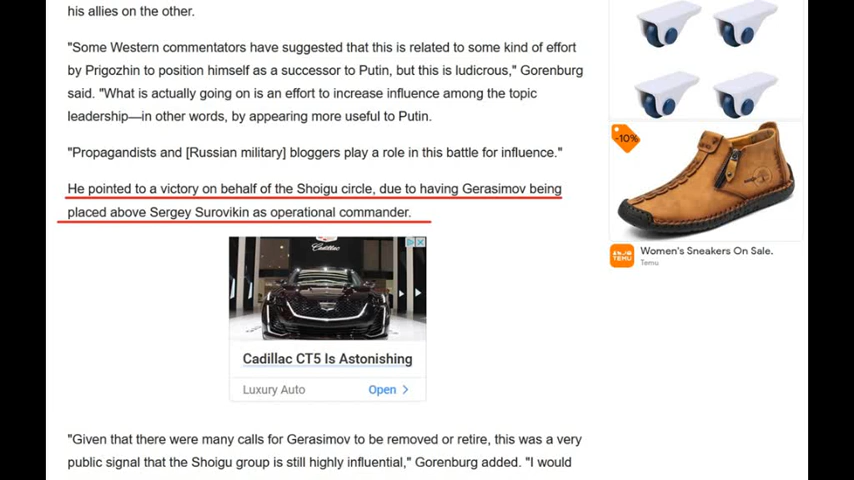 his allies on the other.
"Some Western commentators have suggested that this is related to some kind of effort
by Prigozhin to position himself as a successor to Putin, but this is ludicrous," Gorenburg
said. "What is actually going on is an effort to increase influence among the topic
leadership—in other words, by appearing more useful to Putin.
"Propagandists and [Russian military] bloggers play a role in this battle for influence."
He pointed to a victory on behalf of the Shoigu circle, due to having Gerasimov being
placed above Sergey Surovikin as operational commander.
Cadillac
Cadillac CT5 Is Astonishing
Luxury Auto
Open
"Given that there were many calls for Gerasimov to be removed or retire, this was a very
public signal that the Shoigu group is still highly influential," Gorenburg added. "I would
-10%
TEMU
Women's Sneakers On Sale.
Temu